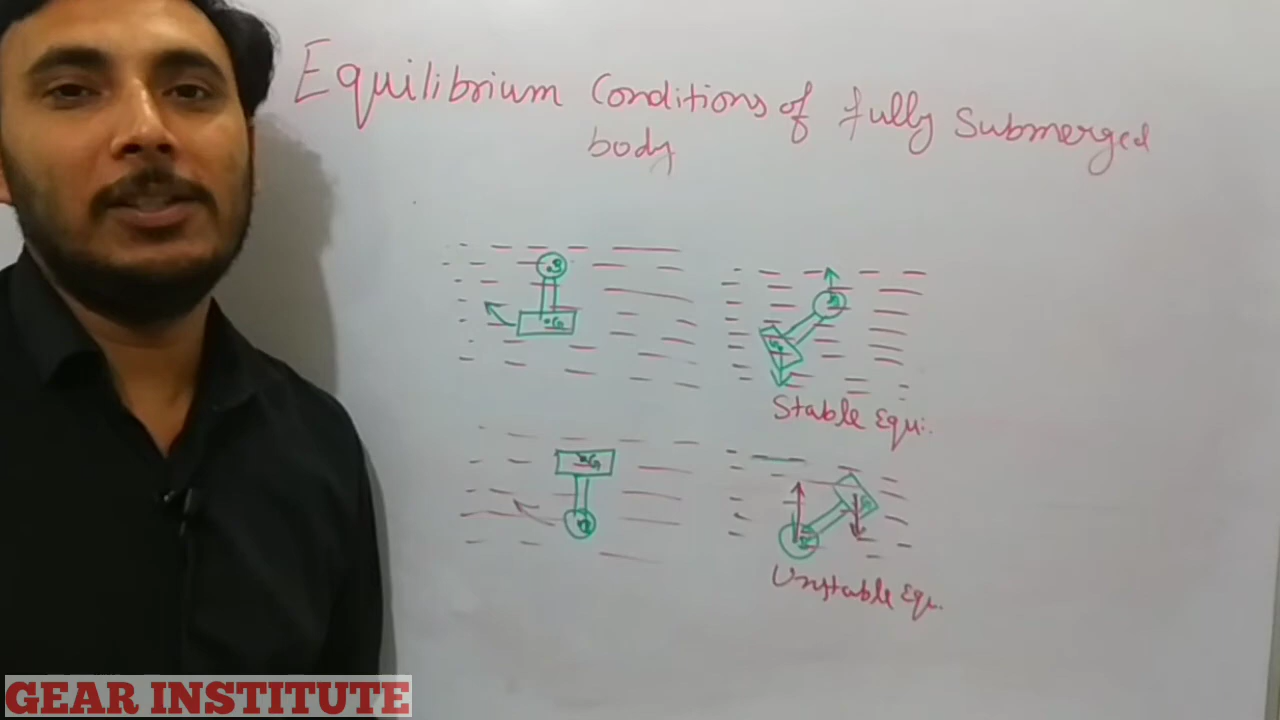 Equilibrium Conditions of fully Submerged
body
B
G
Stable Equi.
G
Unstable Equi.
GEAR INSTITUTE